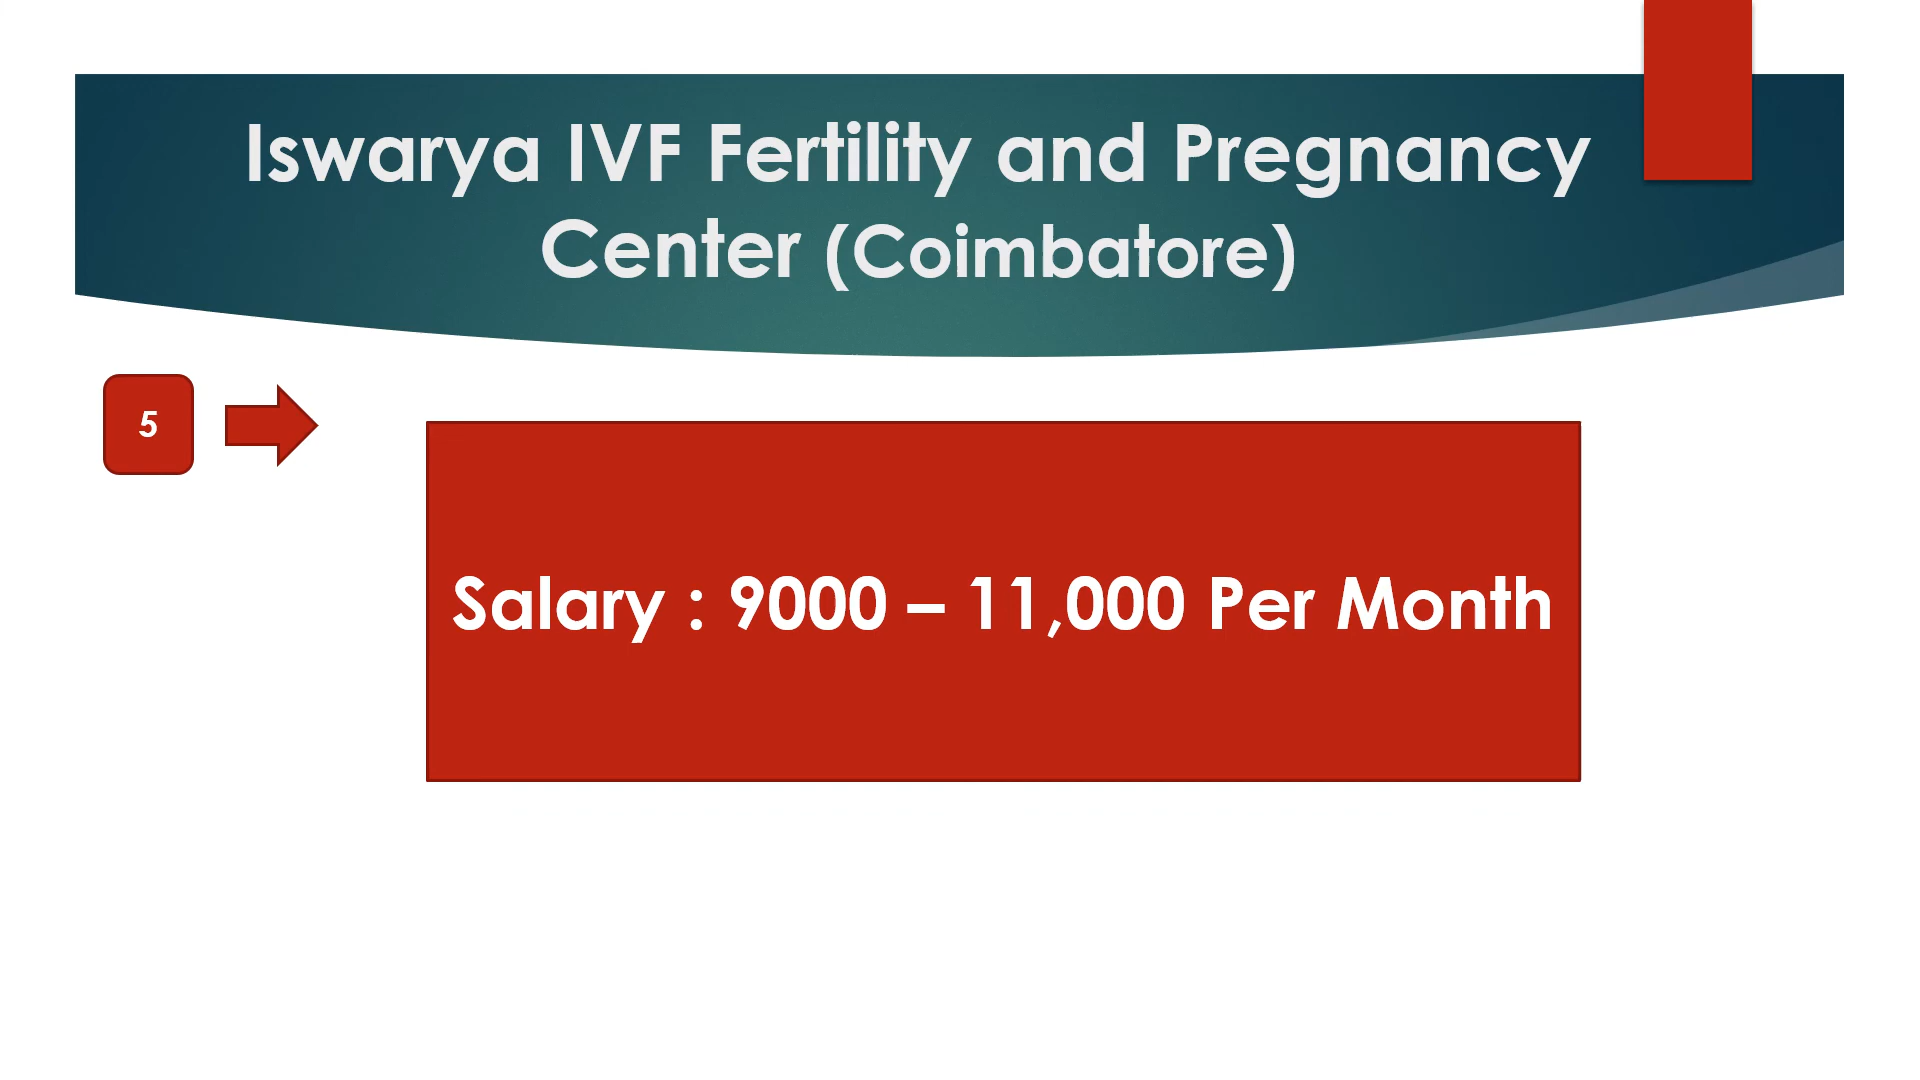 Iswarya IVF Fertility and Pregnancy
Center (Coimbatore)
5
Salary : 9000 – 11,000 Per Month